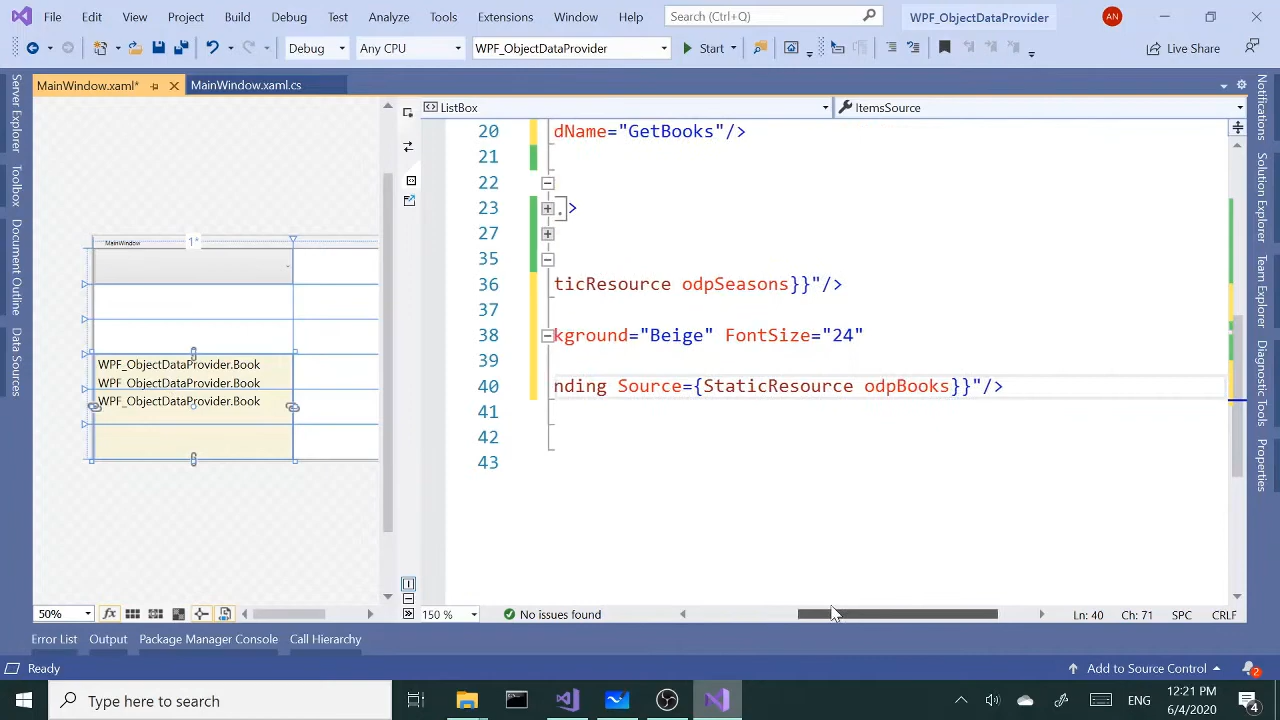 File Edit View Git Project Build Debug Test Analyze Tools Extensions Window Help Search (Ctrl+Q) WPF_ObjectDataProvider AN
Debug Any CPU WPF_ObjectDataProvider Start Live Share
MainWindow.xaml* MainWindow.xaml.cs
ListBox ItemsSource
20 dName="GetBooks"/>
21
22
23 .>
27
35
36 ticResource odpSeasons}}"/>
37
38 kground="Beige" FontSize="24"
39
40 nding Source={StaticResource odpBooks}}"/>
41
42
43
MainWindow 1*
WPF_ObjectDataProvider.Book
WPF_ObjectDataProvider.Book
WPF_ObjectDataProvider.Book
Server Explorer
Toolbox
Document Outline
Data Sources
Notifications
Solution Explorer
Team Explorer
Diagnostic Tools
Properties
50% fx 150 % No issues found Ln: 40 Ch: 71 SPC CRLF
Error List Output Package Manager Console Call Hierarchy
Ready Add to Source Control 2
Type here to search ENG 12:21 PM
6/4/2020 4